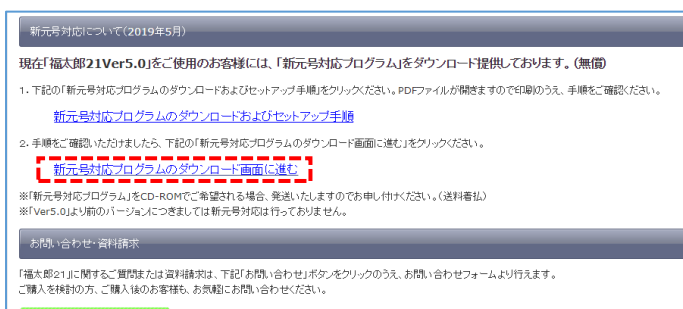 新元号対応について(2019年5月)
現在「福太郎21Ver5.0」をご使用のお客様には、「新元号対応プログラム」をダウンロード提供しております。(無償)
1. 下記の「新元号対応プログラムのダウンロードおよびセットアップ手順」をクリックください。PDFファイルが開きますので印刷のうえ、手順をご確認ください。
新元号対応プログラムのダウンロードおよびセットアップ手順
2. 手順をご確認いただけましたら、下記の「新元号対応プログラムのダウンロード画面に進む」をクリックください。
新元号対応プログラムのダウンロード画面に進む
※「新元号対応プログラム」をCD-ROMでご希望される場合、発送いたしますのでお申し付けください。(送料着払)
※「Ver5.0」より前のバージョンにつきましては新元号対応は行っておりません。
お問い合わせ・資料請求
「福太郎21」に関するご質問または資料請求は、下記「お問い合わせ」ボタンをクリックのうえ、お問い合わせフォームより行えます。
ご購入を検討の方、ご購入後のお客様も、お気軽にお問い合わせください。